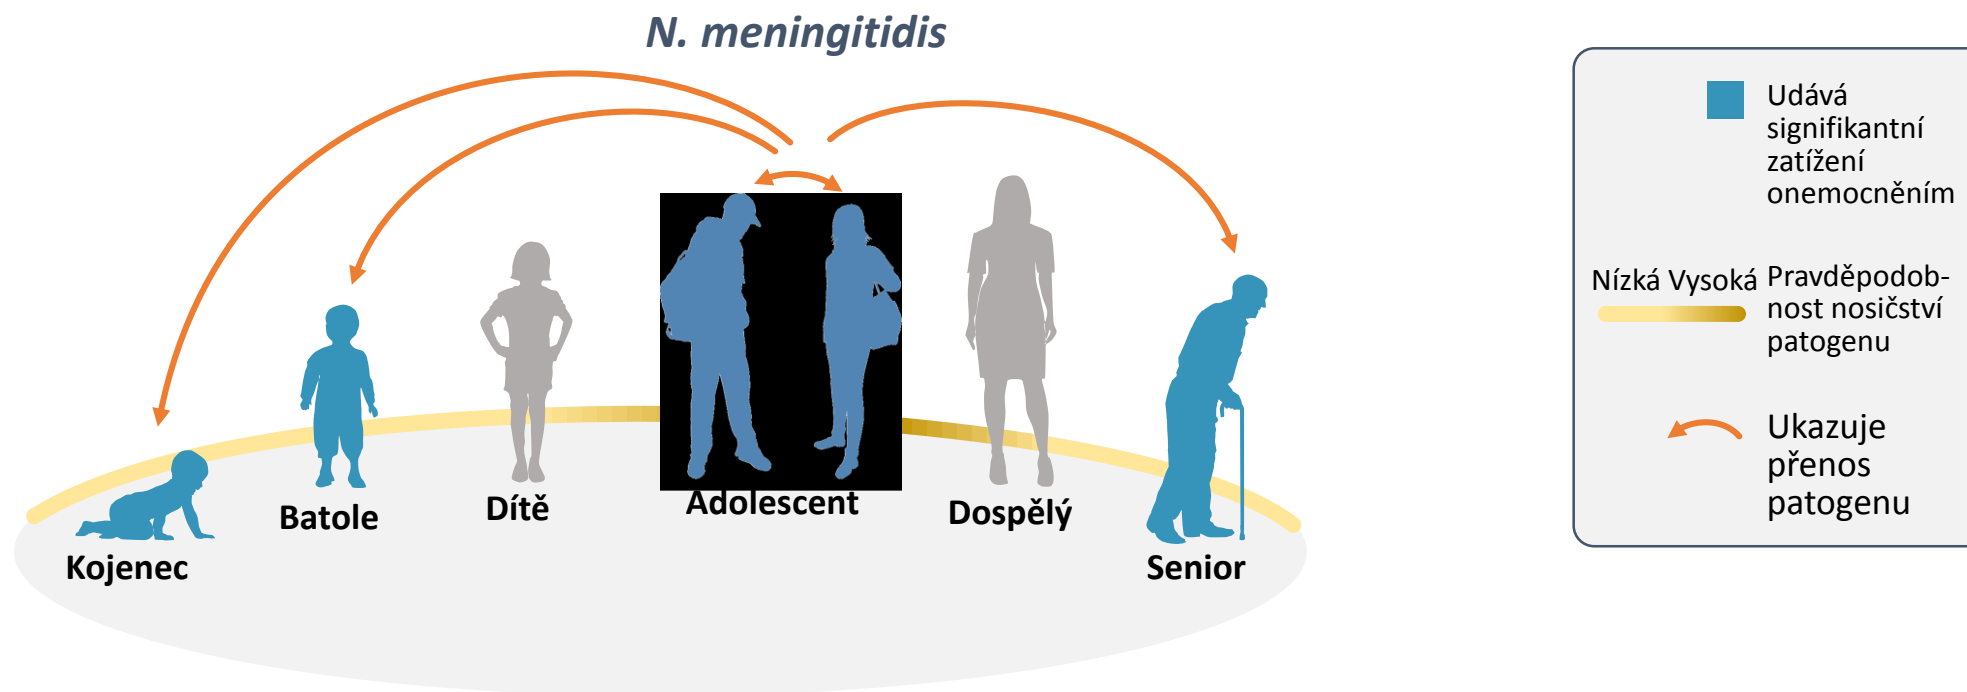 N. meningitidis
Kojenec
Batole
Dítě
Adolescent
Dospělý
Senior
Udává
signifikantní
zatížení
onemocněním
Nízká Vysoká
Pravděpodob-
nost nosičství
patogenu
Ukazuje
přenos
patogenu